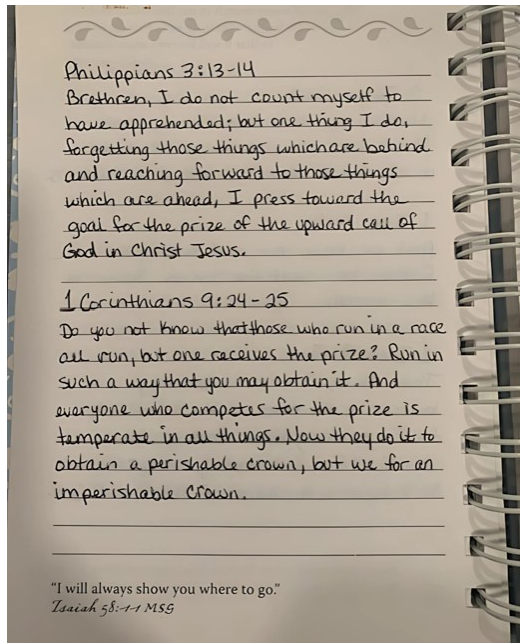 Philippians 3:13-14
Brethren, I do not count myself to
have apprehended; but one thing I do,
forgetting those things which are behind
and reaching forward to those things
which are ahead, I press toward the
goal for the prize of the upward call of
God in Christ Jesus.
1 Corinthians 9:24-25
Do you not know that those who run in a race
all run, but one receives the prize? Run in
such a way that you may obtain it. And
everyone who competes for the prize is
temperate in all things. Now they do it to
obtain a perishable crown, but we for an
imperishable crown.
"I will always show you where to go."
Isaiah 58:11 MSG